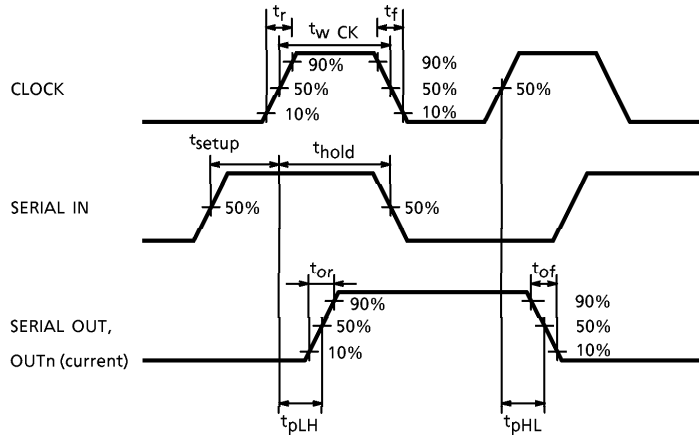 tr
tw CK
tf
CLOCK
90%
50%
10%
90%
50%
10%
50%
tsetup
thold
SERIAL IN
50%
50%
tor
tof
SERIAL OUT,
OUTn (current)
90%
50%
10%
90%
50%
10%
tpLH
tpHL